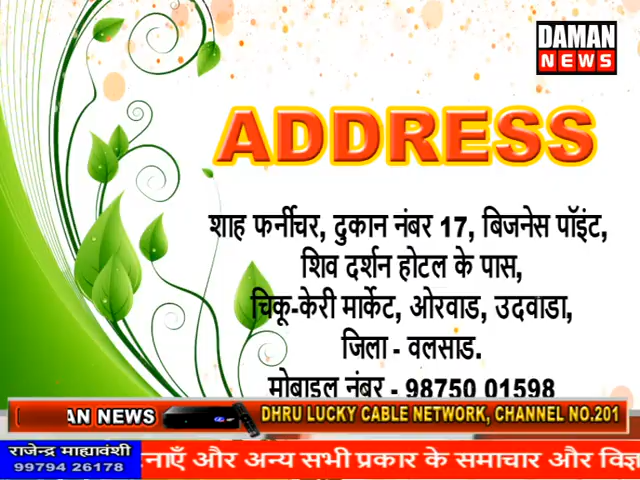 DAMAN
NEWS
ADDRESS
शाह फर्नीचर, दुकान नंबर 17, बिजनेस पॉइंट,
शिव दर्शन होटल के पास,
चिकू-केरी मार्केट, ओरवाड, उदवाडा,
जिला - वलसाड.
मोबाइल नंबर - 98750 01598
AN NEWS DHRU LUCKY CABLE NETWORK, CHANNEL NO.201
राजेन्द्र माह्यावंशी
99794 26178
नाएँ और अन्य सभी प्रकार के समाचार और विज्ञ